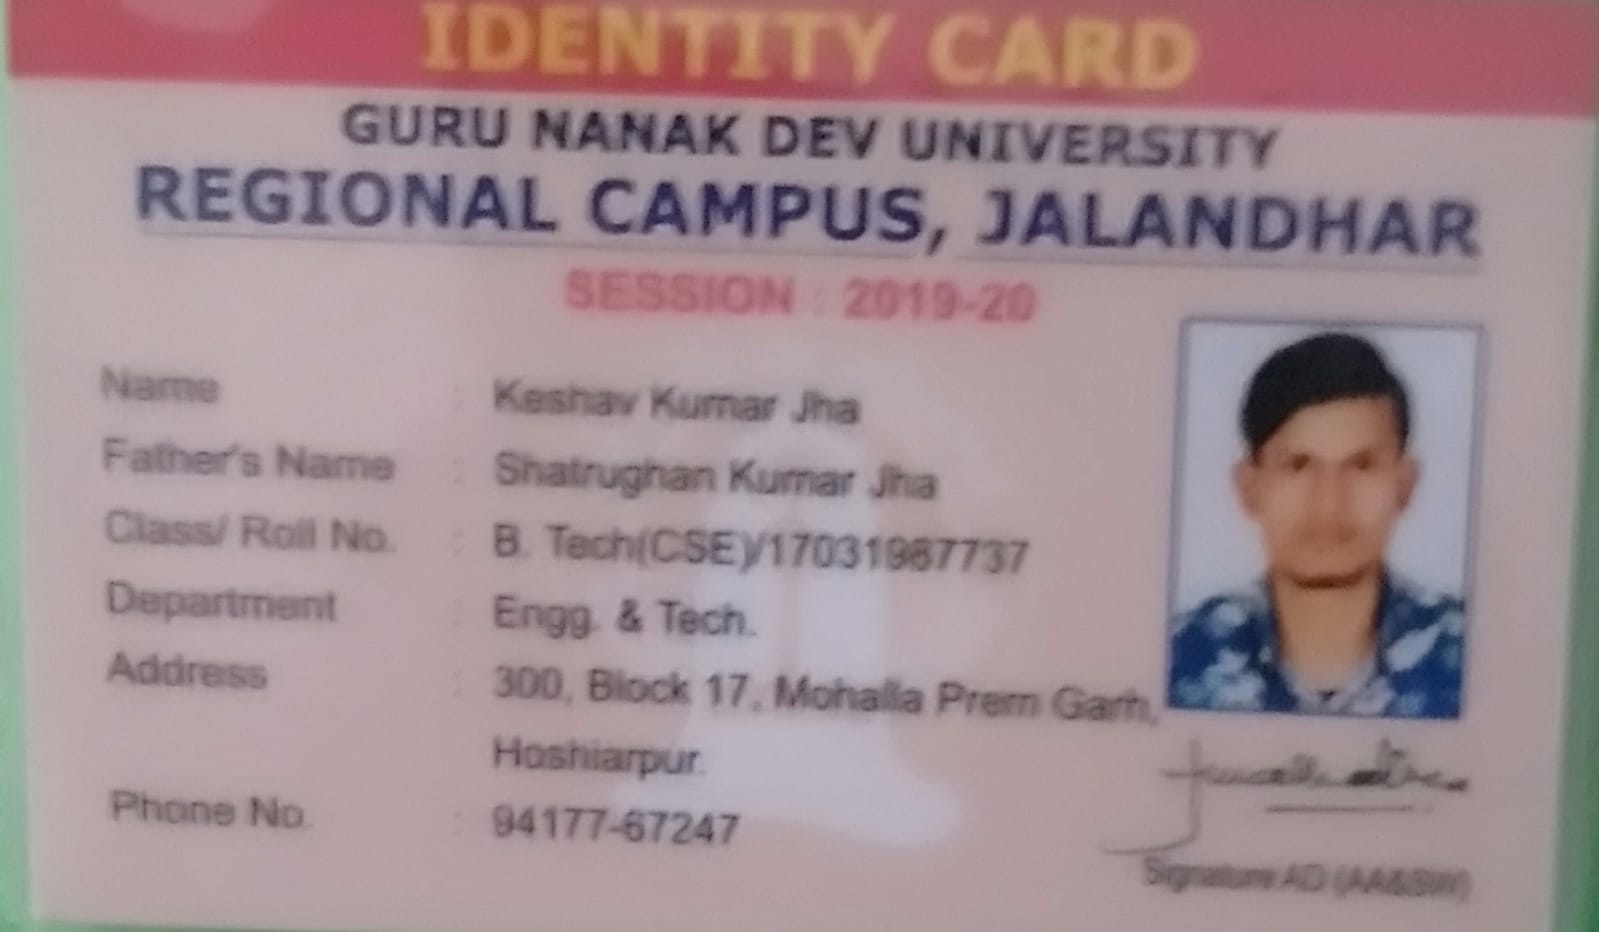 IDENTITY CARD
GURU NANAK DEV UNIVERSITY
REGIONAL CAMPUS, JALANDHAR
SESSION : 2019-20
Name : Keshav Kumar Jha
Father's Name : Shatrughan Kumar Jha
Class/ Roll No. : B. Tech(CSE)/17031987737
Department : Engg. & Tech.
Address : 300, Block 17, Mohalla Prem Garh,
Hoshiarpur.
Phone No. : 94177-67247
Signature AD (AA&SW)